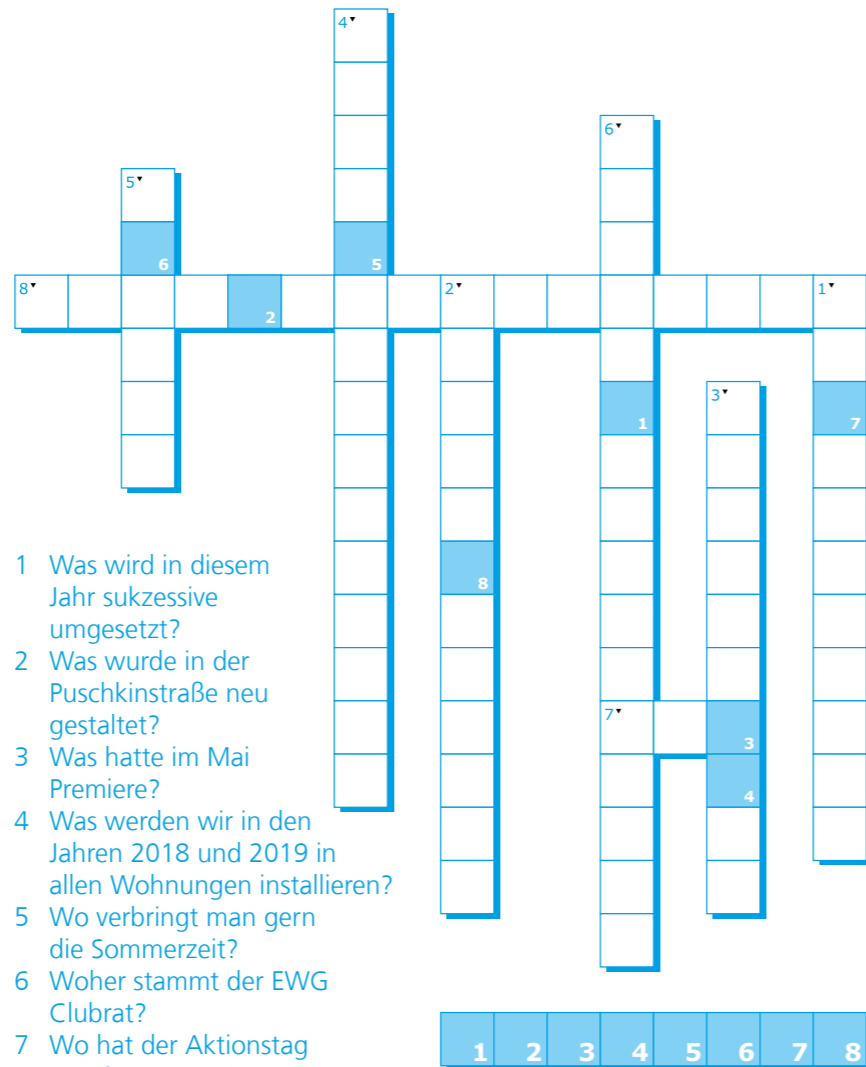 4
6
5
6
5
8
2
2
1
1
3
7
8
7
3
4
1 Was wird in diesem
Jahr sukzessive
umgesetzt?
2 Was wurde in der
Puschkinstraße neu
gestaltet?
3 Was hatte im Mai
Premiere?
4 Was werden wir in den
Jahren 2018 und 2019 in
allen Wohnungen installieren?
5 Wo verbringt man gern
die Sommerzeit?
6 Woher stammt der EWG
Clubrat?
7 Wo hat der Aktionstag
1 2 3 4 5 6 7 8